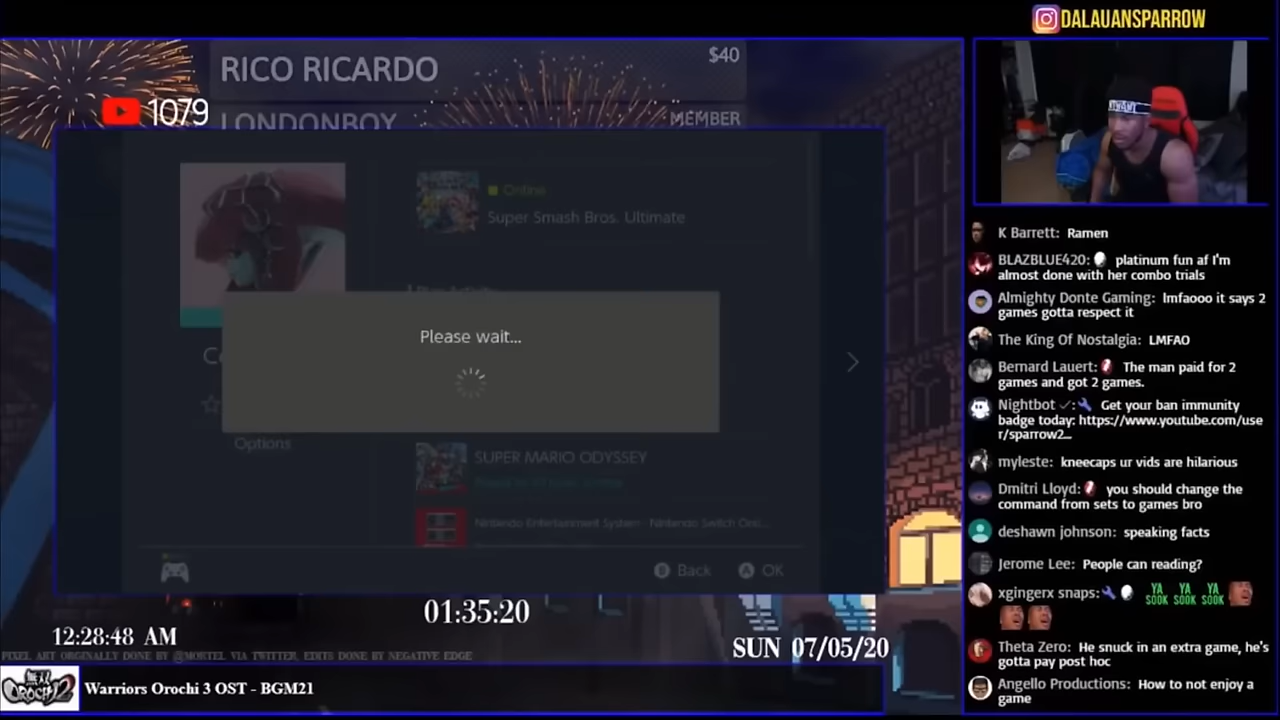 DALAUANSPARROW
RICO RICARDO
$40
1079
LONDONBOY
MEMBER
Online
Super Smash Bros. Ultimate
Please wait...
Options
SUPER MARIO ODYSSEY
Nintendo Entertainment System - Nintendo Switch Onl...
Back
OK
01:35:20
12:28:48 AM
SUN 07/05/20
PIXEL ART ORGINALLY DONE BY @MORTEL VIA TWITTER, EDITS DONE BY NEGATIVE EDGE
無双
OROCHI2
Warriors Orochi 3 OST - BGM21
K Barrett: Ramen
BLAZBLUE420: platinum fun af I'm
almost done with her combo trials
Almighty Donte Gaming: lmfaooo it says 2
games gotta respect it
The King Of Nostalgia: LMFAO
Bernard Lauert: The man paid for 2
games and got 2 games.
Nightbot: Get your ban immunity
badge today: https://www.youtube.com/use
r/sparrow2...
myleste: kneecaps ur vids are hilarious
Dmitri Lloyd: you should change the
command from sets to games bro
deshawn johnson: speaking facts
Jerome Lee: People can reading?
xgingerx snaps: YA SOOK YA SOOK YA SOOK
Theta Zero: He snuck in an extra game, he's
gotta pay post hoc
Angello Productions: How to not enjoy a
game